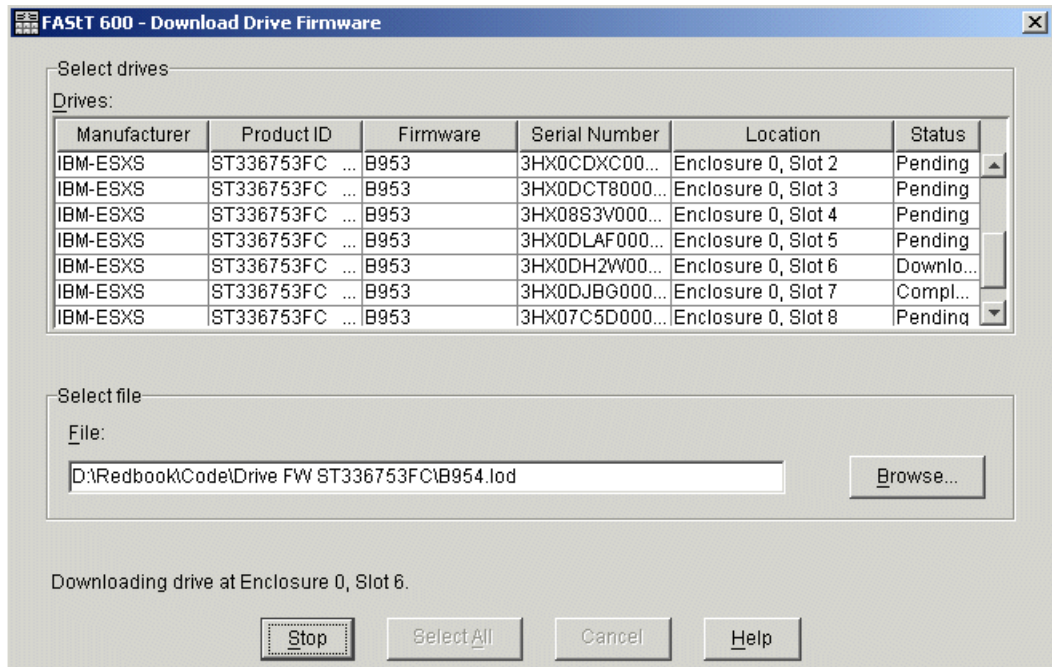 FAStT 600 - Download Drive Firmware
Select drives
Drives:
Manufacturer Product ID Firmware Serial Number Location Status
IBM-ESXS ST336753FC ... B953 3HX0CDXC00... Enclosure 0, Slot 2 Pending
IBM-ESXS ST336753FC ... B953 3HX0DCT8000... Enclosure 0, Slot 3 Pending
IBM-ESXS ST336753FC ... B953 3HX08S3V000... Enclosure 0, Slot 4 Pending
IBM-ESXS ST336753FC ... B953 3HX0DLAF000... Enclosure 0, Slot 5 Pending
IBM-ESXS ST336753FC ... B953 3HX0DH2W00... Enclosure 0, Slot 6 Downlo...
IBM-ESXS ST336753FC ... B953 3HX0DJBG000... Enclosure 0, Slot 7 Compl...
IBM-ESXS ST336753FC ... B953 3HX07C5D000... Enclosure 0, Slot 8 Pending
Select file
File:
D:\Redbook\Code\Drive FW ST336753FC\B954.lod Browse...
Downloading drive at Enclosure 0, Slot 6.
Stop Select All Cancel Help